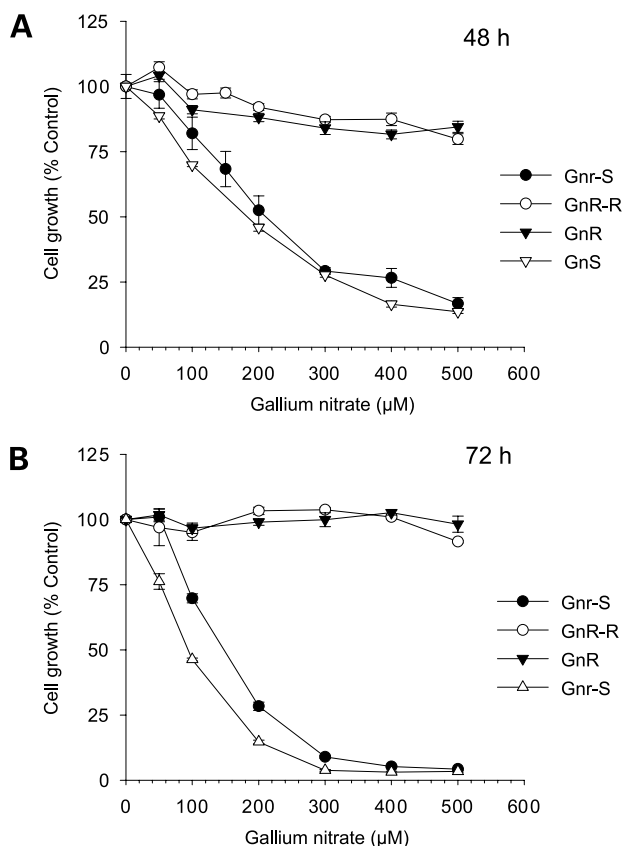 A
48 h
125
100
75
50
25
0
Cell growth (% Control)
0 100 200 300 400 500 600
Gallium nitrate (µM)
Gnr-S
GnR-R
GnR
GnS
B
72 h
125
100
75
50
25
0
Cell growth (% Control)
0 100 200 300 400 500 600
Gallium nitrate (µM)
Gnr-S
GnR-R
GnR
Gnr-S